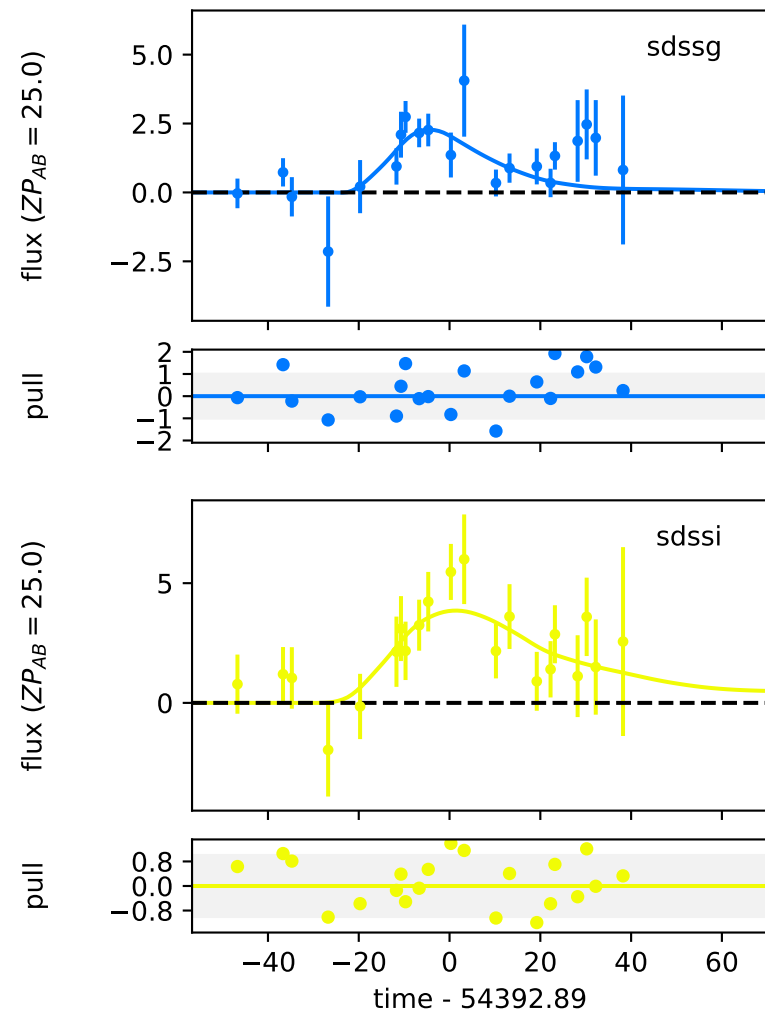 sdssg
flux (ZP_AB = 25.0)
5.0
2.5
0.0
−2.5
pull
2
1
0
−1
−2
sdssi
flux (ZP_AB = 25.0)
5
0
pull
0.8
0.0
−0.8
−40 −20 0 20 40 60
time - 54392.89